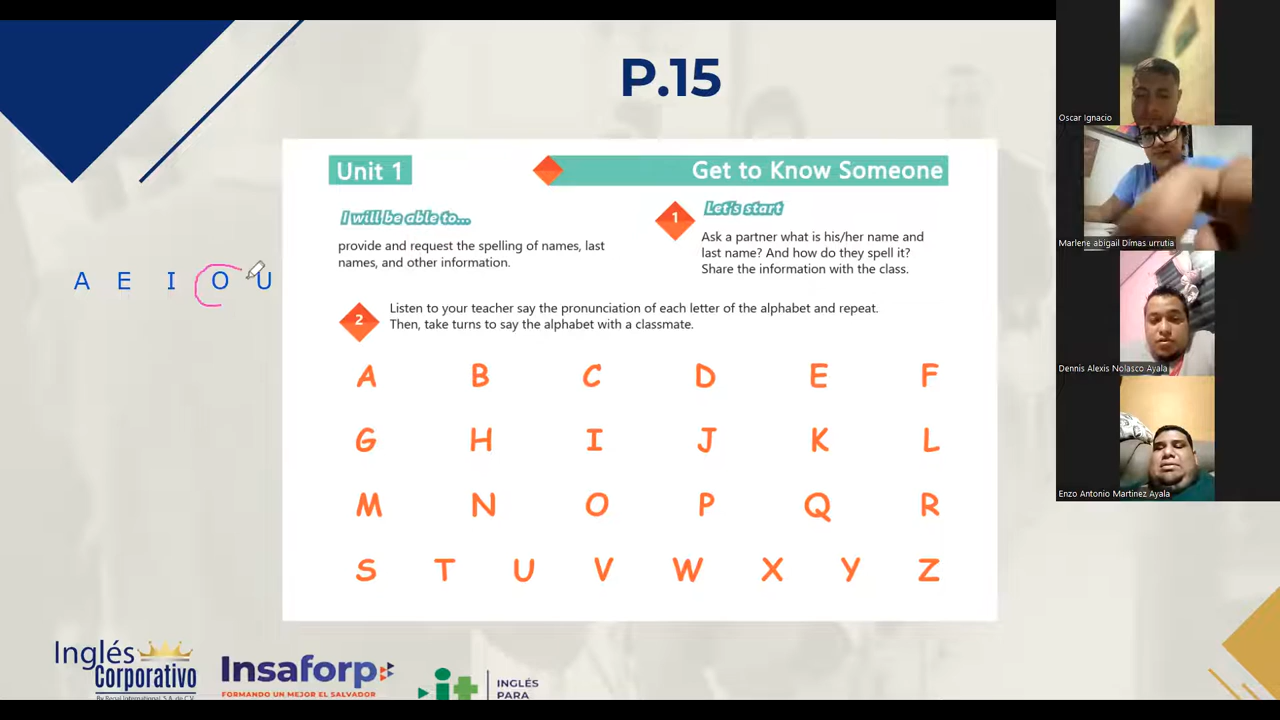 P.15
Unit 1
Get to Know Someone
I will be able to...
provide and request the spelling of names, last
names, and other information.
1
Let's start
Ask a partner what is his/her name and
last name? And how do they spell it?
Share the information with the class.
A E I O U
2
Listen to your teacher say the pronunciation of each letter of the alphabet and repeat.
Then, take turns to say the alphabet with a classmate.
A B C D E F
G H I J K L
M N O P Q R
S T U V W X Y Z
Inglés
Corporativo
By Regal International, S.A. de C.V.
Insaforp
FORMANDO UN MEJOR EL SALVADOR
it
INGLÉS
PARA
Oscar Ignacio
Marlene abigail Dimas urrutia
Dennis Alexis Nolasco Ayala
Enzo Antonio Martinez Ayala